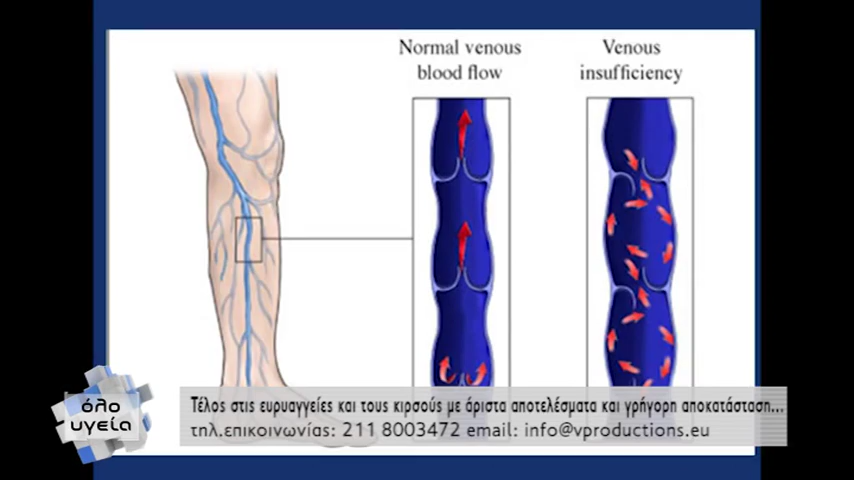 Normal venous
blood flow
Venous
insufficiency
όλο
υγεία
Τέλος στις ευρυαγγείες και τους κιρσούς με άριστα αποτελέσματα και γρήγορη αποκατάσταση...
τηλ.επικοινωνίας: 211 8003472 email: info@vproductions.eu